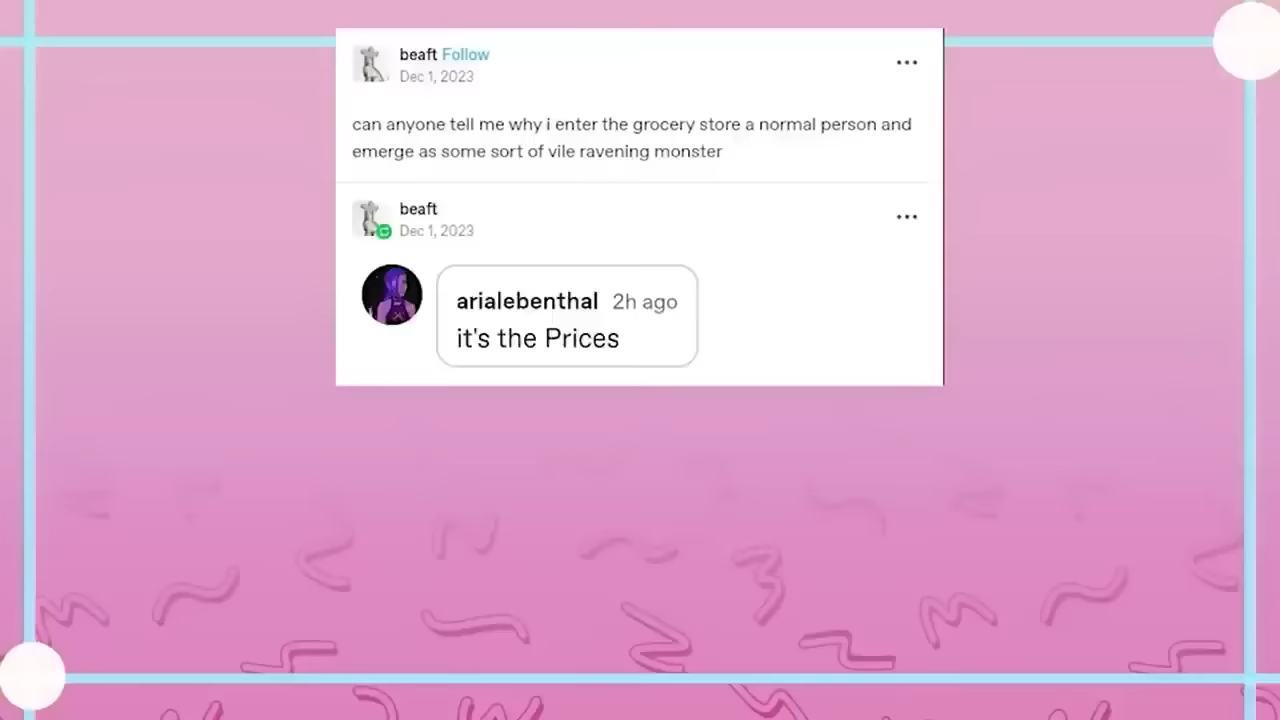 beaft Follow
Dec 1, 2023
can anyone tell me why i enter the grocery store a normal person and
emerge as some sort of vile ravening monster
beaft
Dec 1, 2023
arialebenthal 2h ago
it's the Prices